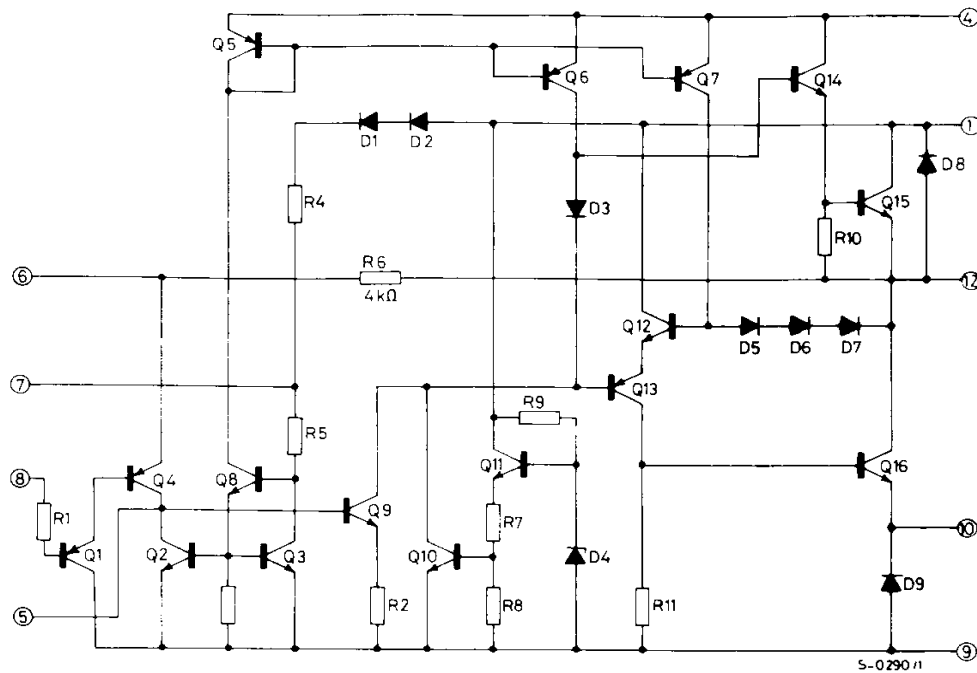 4
Q5
Q6
Q7
Q14
1
D1
D2
D8
R4
D3
Q15
R10
R6
6
4kΩ
12
Q12
D5
D6
D7
7
Q13
R9
R5
8
Q4
Q8
Q11
Q16
R1
Q9
R7
10
Q1
Q2
Q3
Q10
D4
D9
5
R2
R8
R11
9
S-0290/1